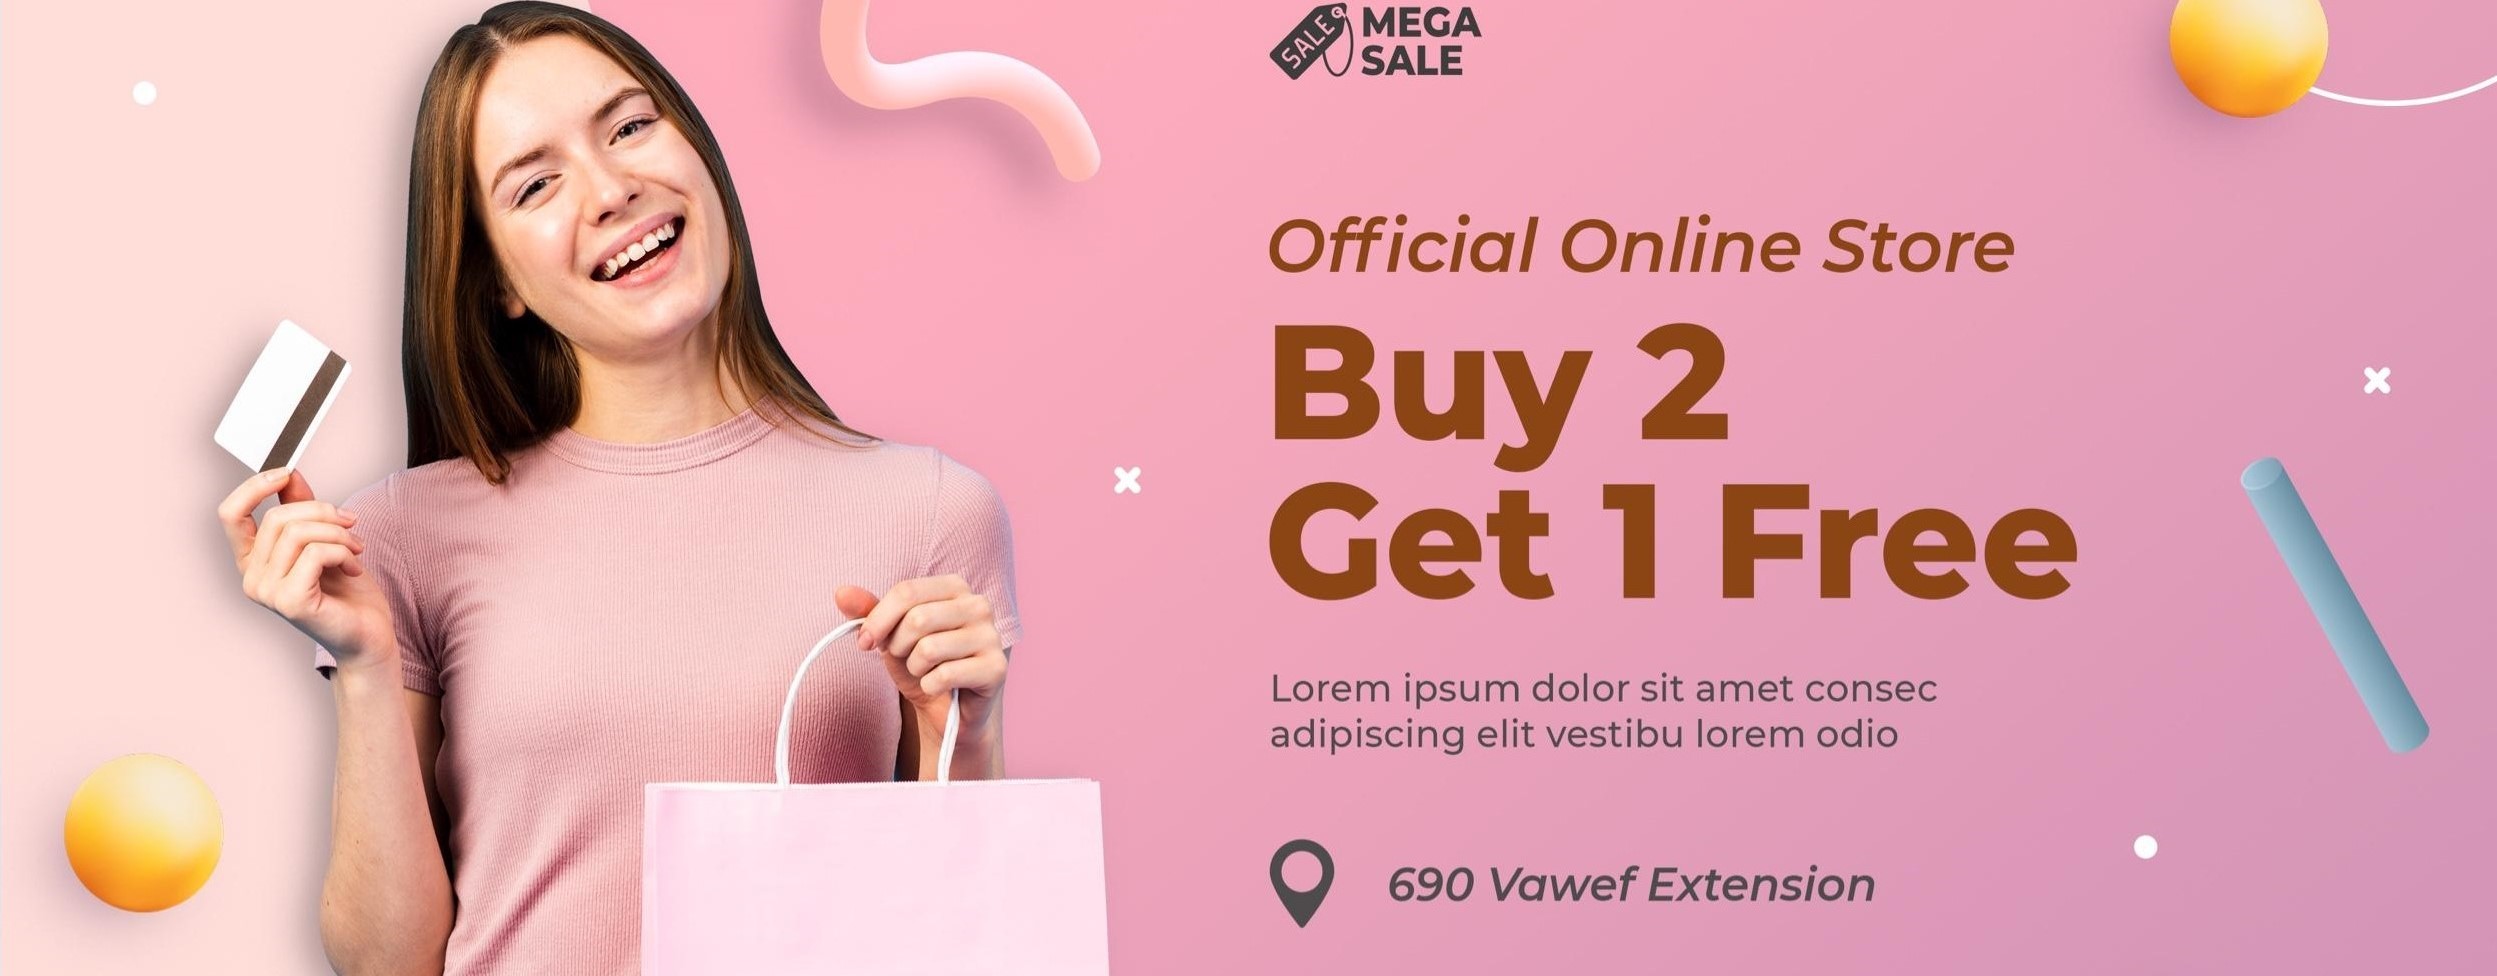 SALE
MEGA
SALE
Official Online Store
Buy 2
Get 1 Free
Lorem ipsum dolor sit amet consec
adipiscing elit vestibu lorem odio
690 Vawef Extension